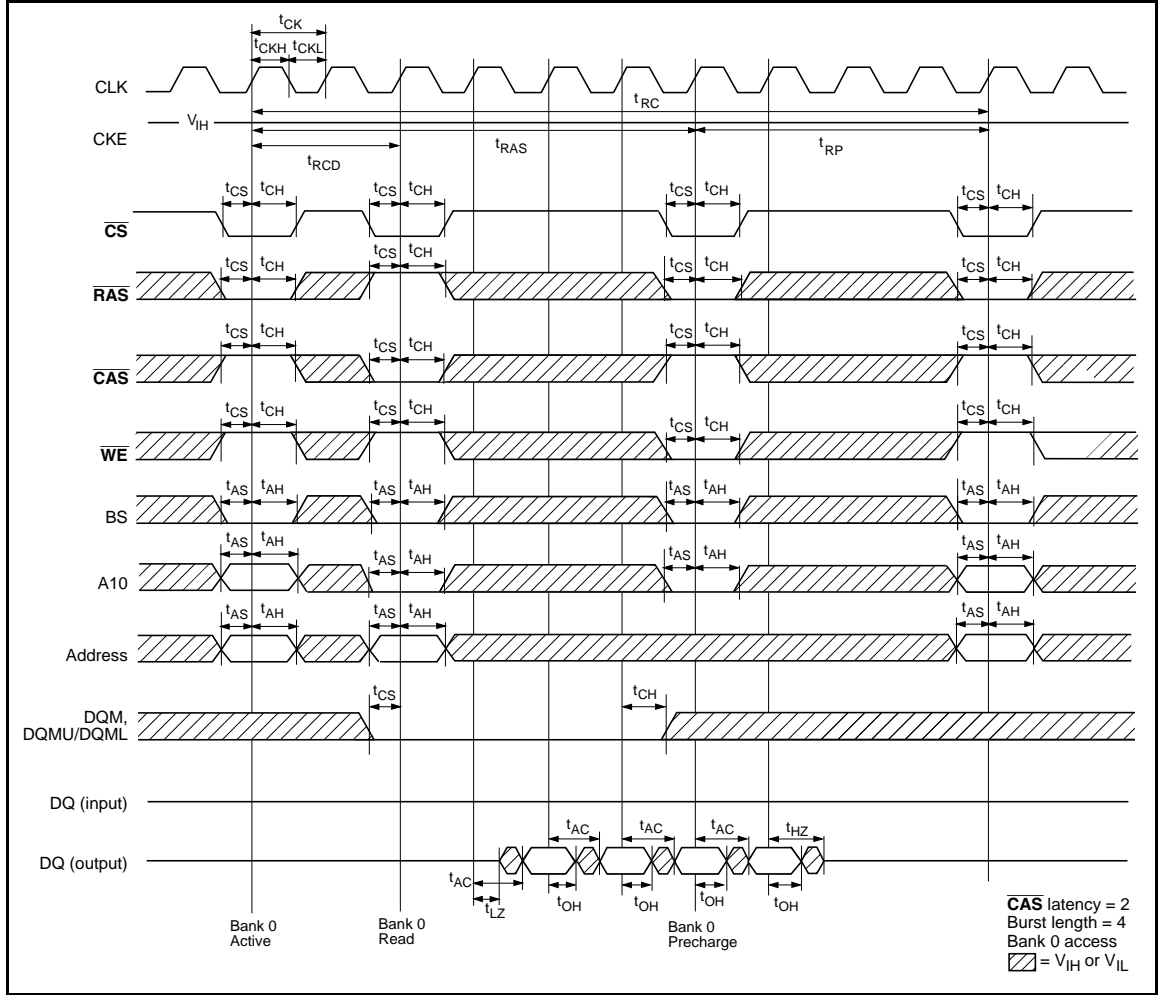 tCK
tCKH tCKL
CLK
tRC
VIH
CKE
tRAS tRP
tRCD
tCS tCH tCS tCH tCS tCH tCS tCH
CS
tCS tCH tCS tCH tCS tCH tCS tCH
RAS
tCS tCH tCS tCH tCS tCH tCS tCH
CAS
tCS tCH tCS tCH tCS tCH tCS tCH
WE
tAS tAH tAS tAH tAS tAH tAS tAH
BS
tAS tAH tAS tAH tAS tAH tAS tAH
A10
tAS tAH tAS tAH tAS tAH
Address
tCS tCH
DQM,
DQMU/DQML
DQ (input)
tAC tAC tAC tHZ
DQ (output)
tAC
tLZ tOH tOH tOH tOH
Bank 0
Active
Bank 0
Read
Bank 0
Precharge
CAS latency = 2
Burst length = 4
Bank 0 access
= VIH or VIL